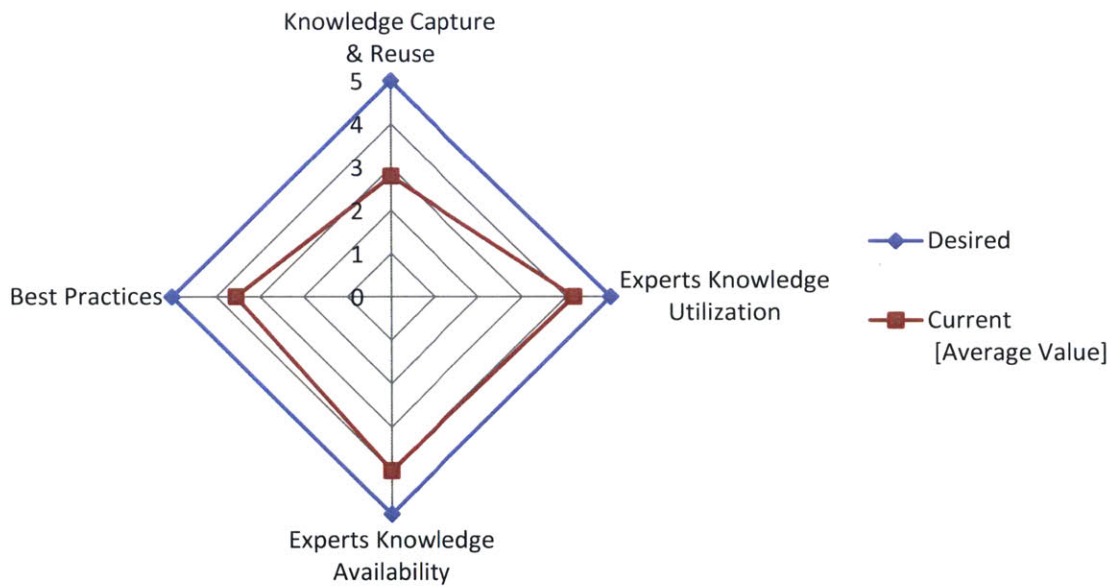 Knowledge Capture
& Reuse
5
4
3
2
1
0
Best Practices
Experts Knowledge
Utilization
Experts Knowledge
Availability
Desired
Current
[Average Value]